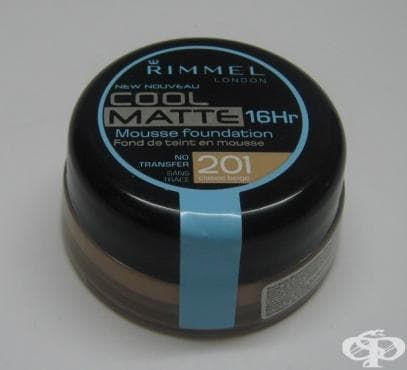 RIMMEL
LONDON
NEW NOUVEAU
COOL
MATTE 16Hr
Mousse foundation
Fond de teint en mousse
NO TRANSFER
SANS TRACE
201
classic beige